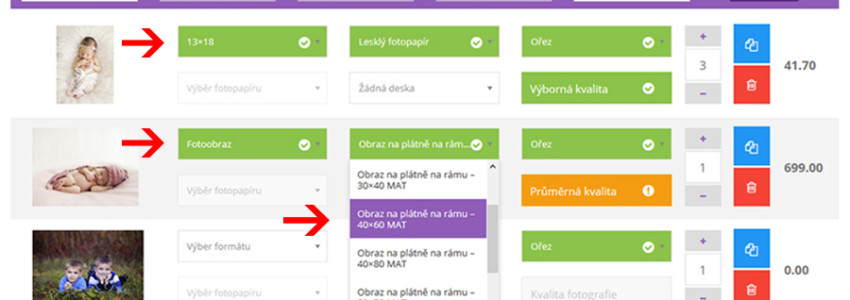 13×18
Lesklý fotopapír
Ořez
+
3
−
41.70
Výběr fotopapíru
Žádná deska
Výborná kvalita
Fotoobraz
Obraz na plátně na rám...
Ořez
+
1
−
699.00
Výběr fotopapíru
Obraz na plátně na rámu –
30×40 MAT
Průměrná kvalita
Obraz na plátně na rámu –
40×60 MAT
Výber formátu
Obraz na plátně na rámu –
40×80 MAT
Ořez
+
1
−
0.00
Výběr fotopapíru
Obraz na plátně na rámu –
Kvalita fotografie